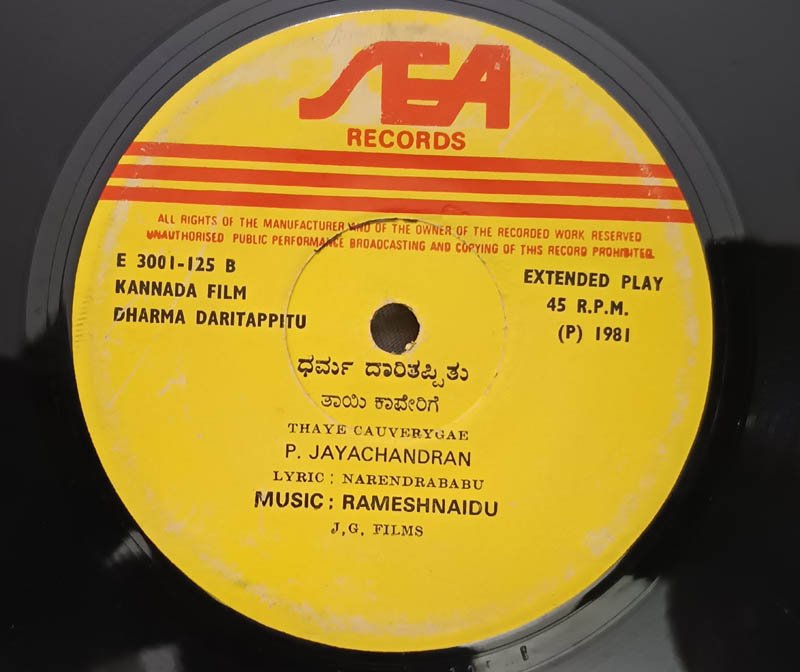 SEA
RECORDS
ALL RIGHTS OF THE MANUFACTURER AND OF THE OWNER OF THE RECORDED WORK RESERVED
UNAUTHORISED PUBLIC PERFORMANCE BROADCASTING AND COPYING OF THIS RECORD PROHIBITED
E 3001-125 B
KANNADA FILM
DHARMA DARITAPPITU
EXTENDED PLAY
45 R.P.M.
(P) 1981
ಧರ್ಮ ದಾರಿತಪ್ಪಿತು
ತಾಯಿ ಕಾವೇರಿಗೆ
THAYE CAUVERYGAE
P. JAYACHANDRAN
LYRIC : NARENDRABABU
MUSIC : RAMESHNAIDU
J,G, FILMS